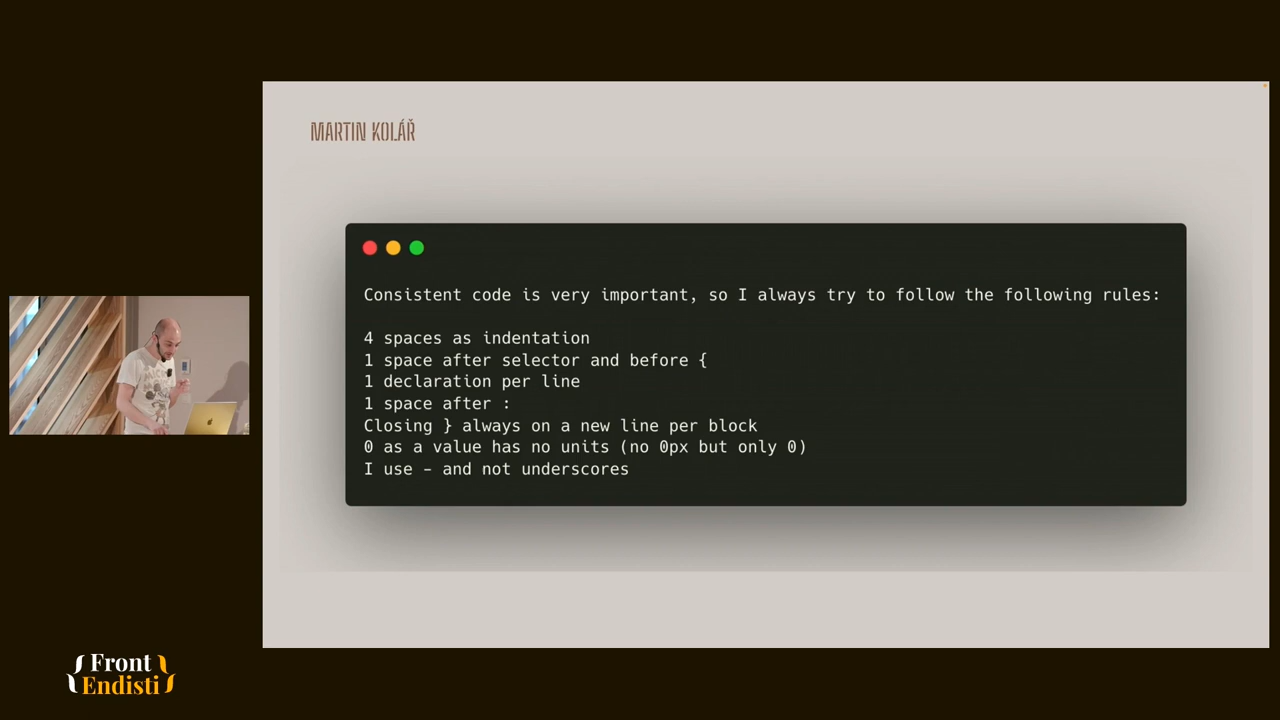 MARTIN KOLÁŘ
Consistent code is very important, so I always try to follow the following rules:
4 spaces as indentation
1 space after selector and before {
1 declaration per line
1 space after :
Closing } always on a new line per block
0 as a value has no units (no 0px but only 0)
I use - and not underscores
{Front}
{Endisti}